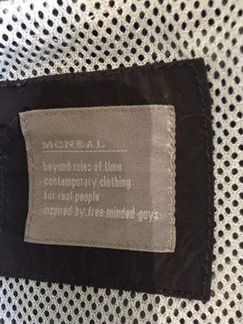 MCNEAL
beyond rules of time
contemporary clothing
for real people
inspired by free minded guys